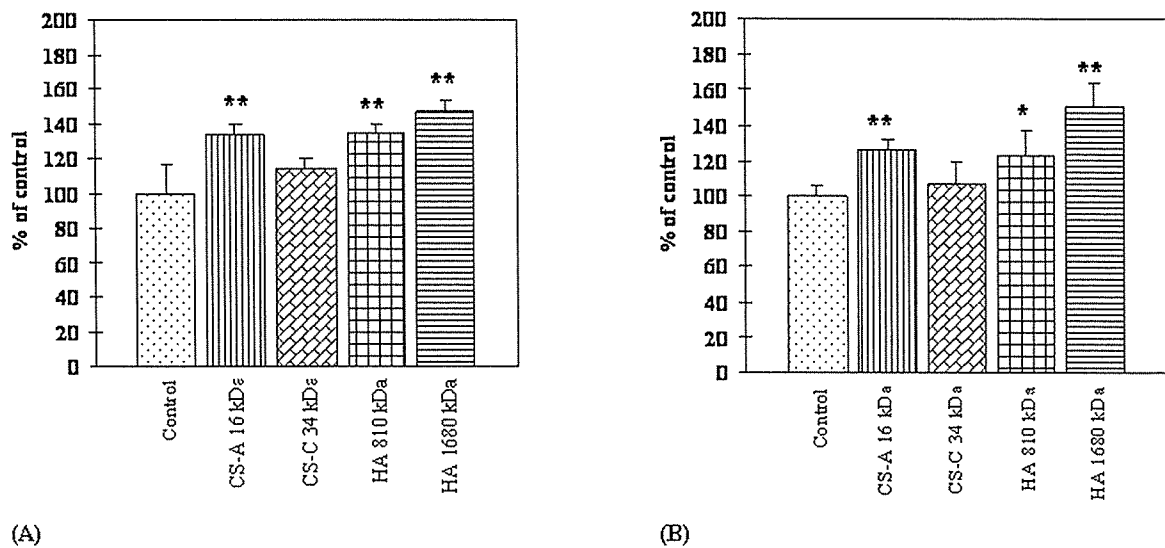 200
180
160
140
120
100
80
60
40
20
0
% of control
** ** **
Control
CS-A 16 kDa
CS-C 34 kDa
HA 810 kDa
HA 1680 kDa
(A)
200
180
160
140
120
100
80
60
40
20
0
% of control
** * **
Control
CS-A 16 kDa
CS-C 34 kDa
HA 810 kDa
HA 1680 kDa
(B)